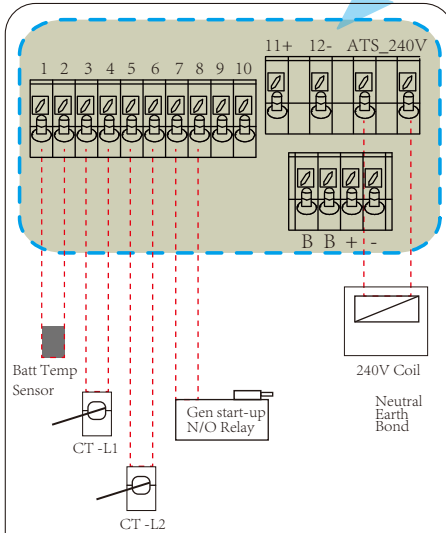 11+ 12- ATS_240V
1 2 3 4 5 6 7 8 9 10
B B + -
Batt Temp
Sensor
CT -L1
Gen start-up
N/O Relay
240V Coil
Neutral
Earth
Bond
CT -L2